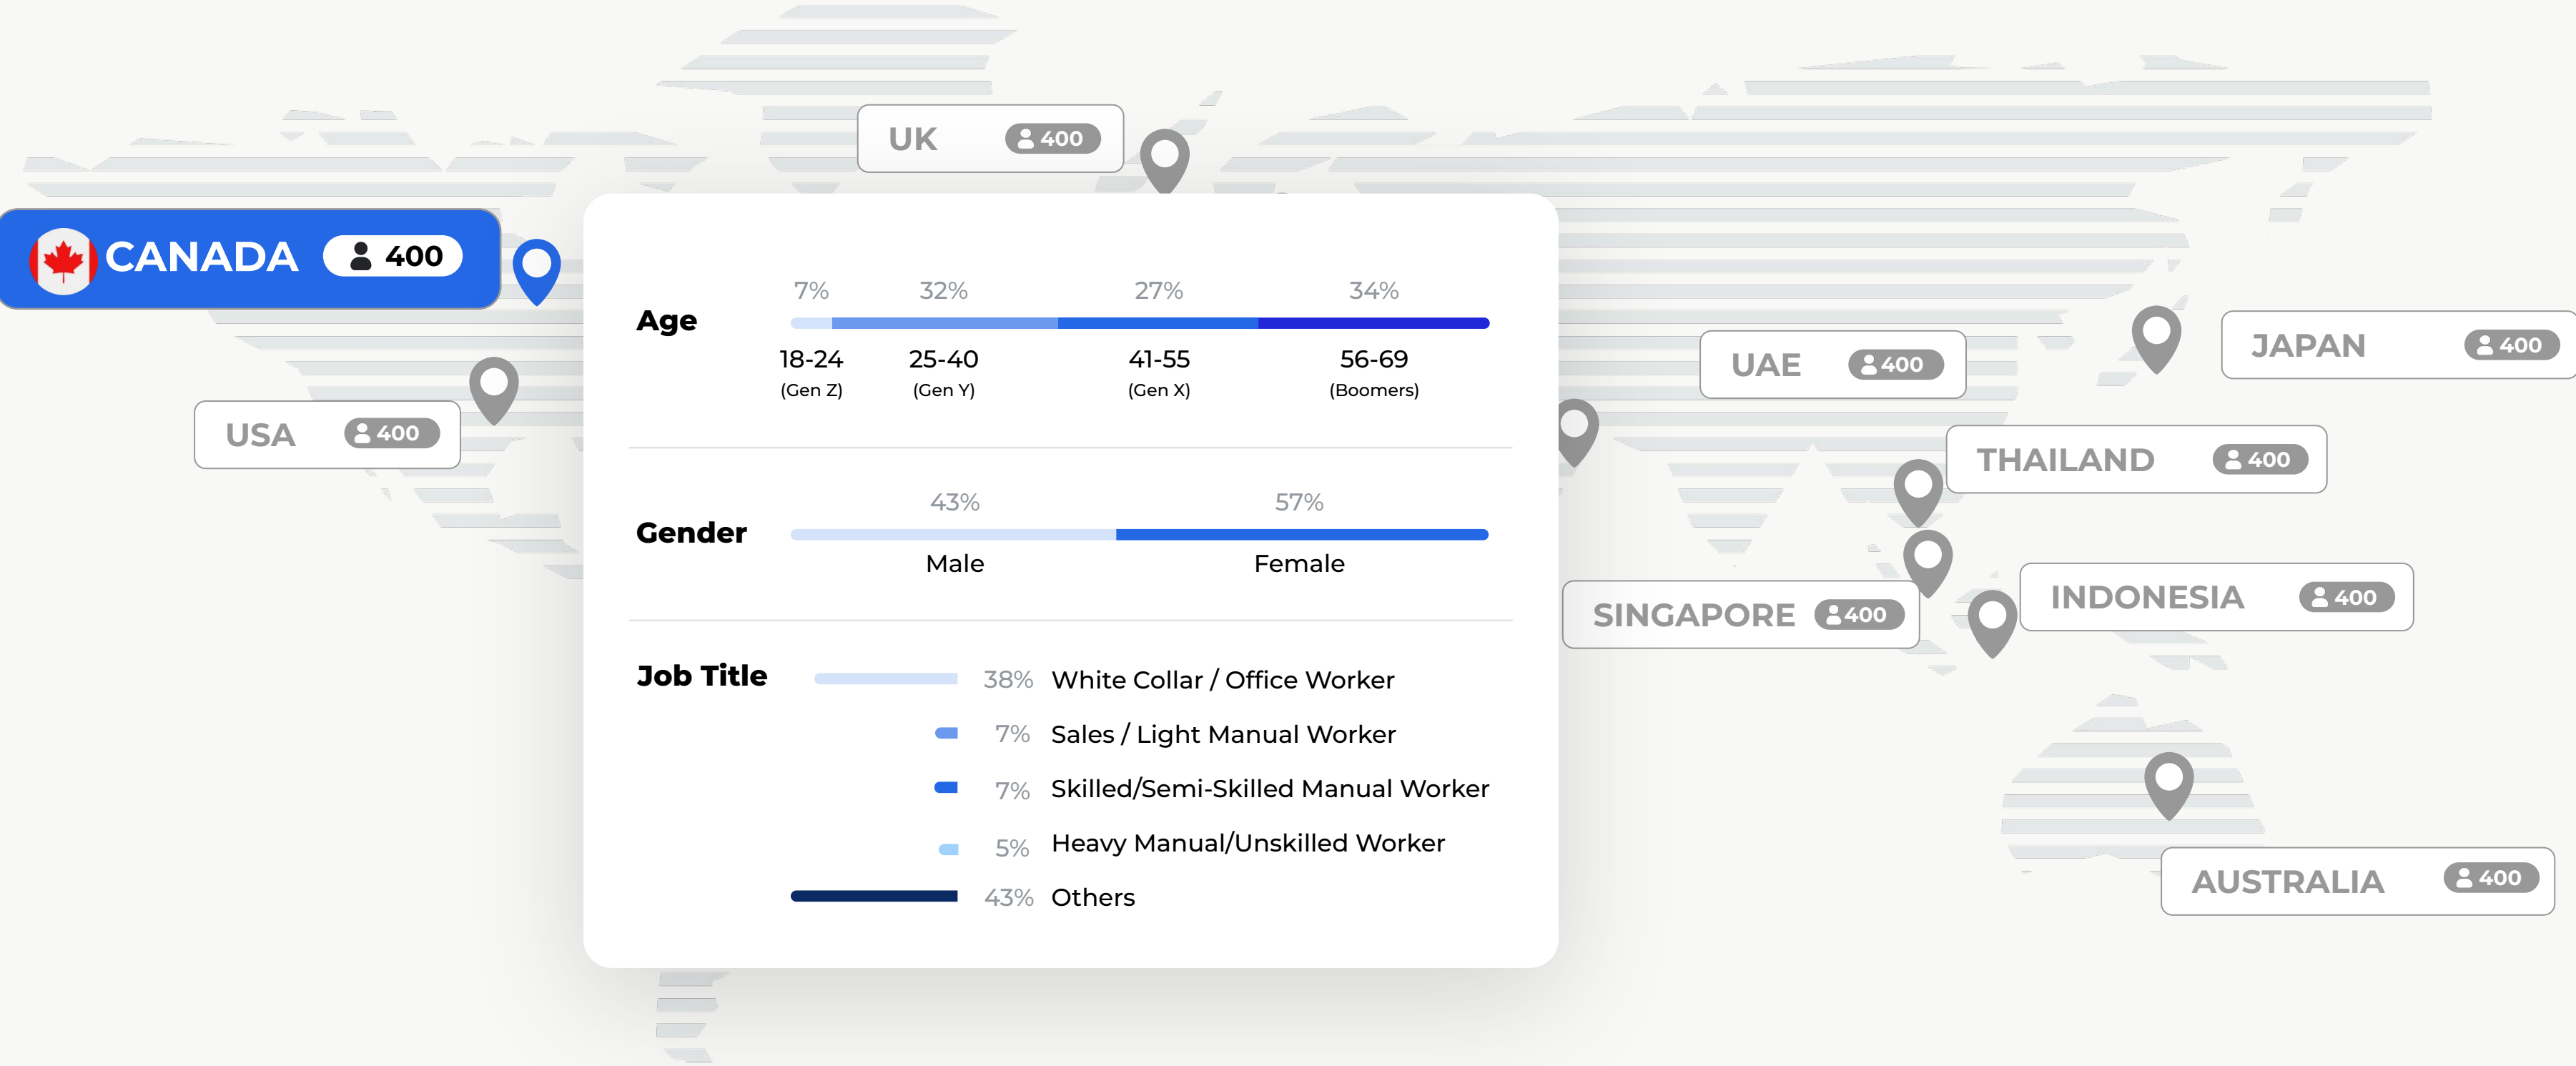 UK 400
CANADA 400
USA 400
7% 32% 27% 34%
Age
18-24 25-40 41-55 56-69
(Gen Z) (Gen Y) (Gen X) (Boomers)
43% 57%
Gender
Male Female
Job Title
38% White Collar / Office Worker
7% Sales / Light Manual Worker
7% Skilled/Semi-Skilled Manual Worker
5% Heavy Manual/Unskilled Worker
43% Others
JAPAN 400
UAE 400
THAILAND 400
INDONESIA 400
SINGAPORE 400
AUSTRALIA 400